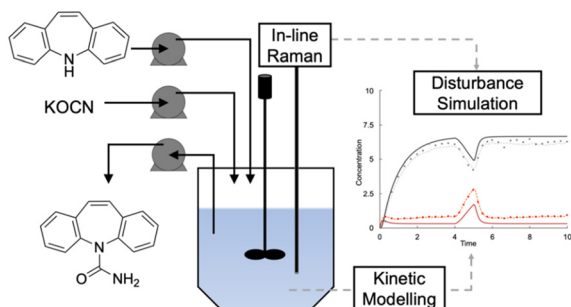 N
H
KOCN
N
O
NH₂
In-line
Raman
Disturbance
Simulation
10
7.5
5
2.5
0
Concentration
0
2
4
6
8
10
Time
Kinetic
Modelling